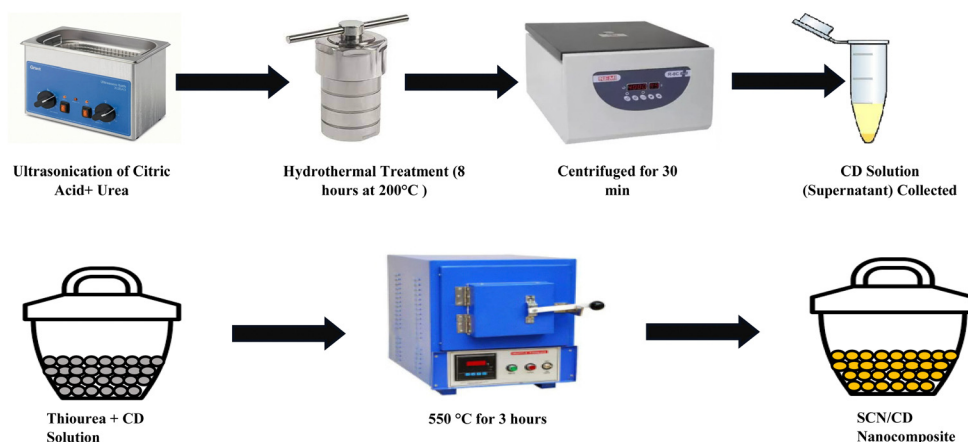 Ultrasonication of Citric
Acid+ Urea
Hydrothermal Treatment (8
hours at 200°C )
Centrifuged for 30
min
CD Solution
(Supernatant) Collected
Thiourea + CD
Solution
550 °C for 3 hours
SCN/CD
Nanocomposite